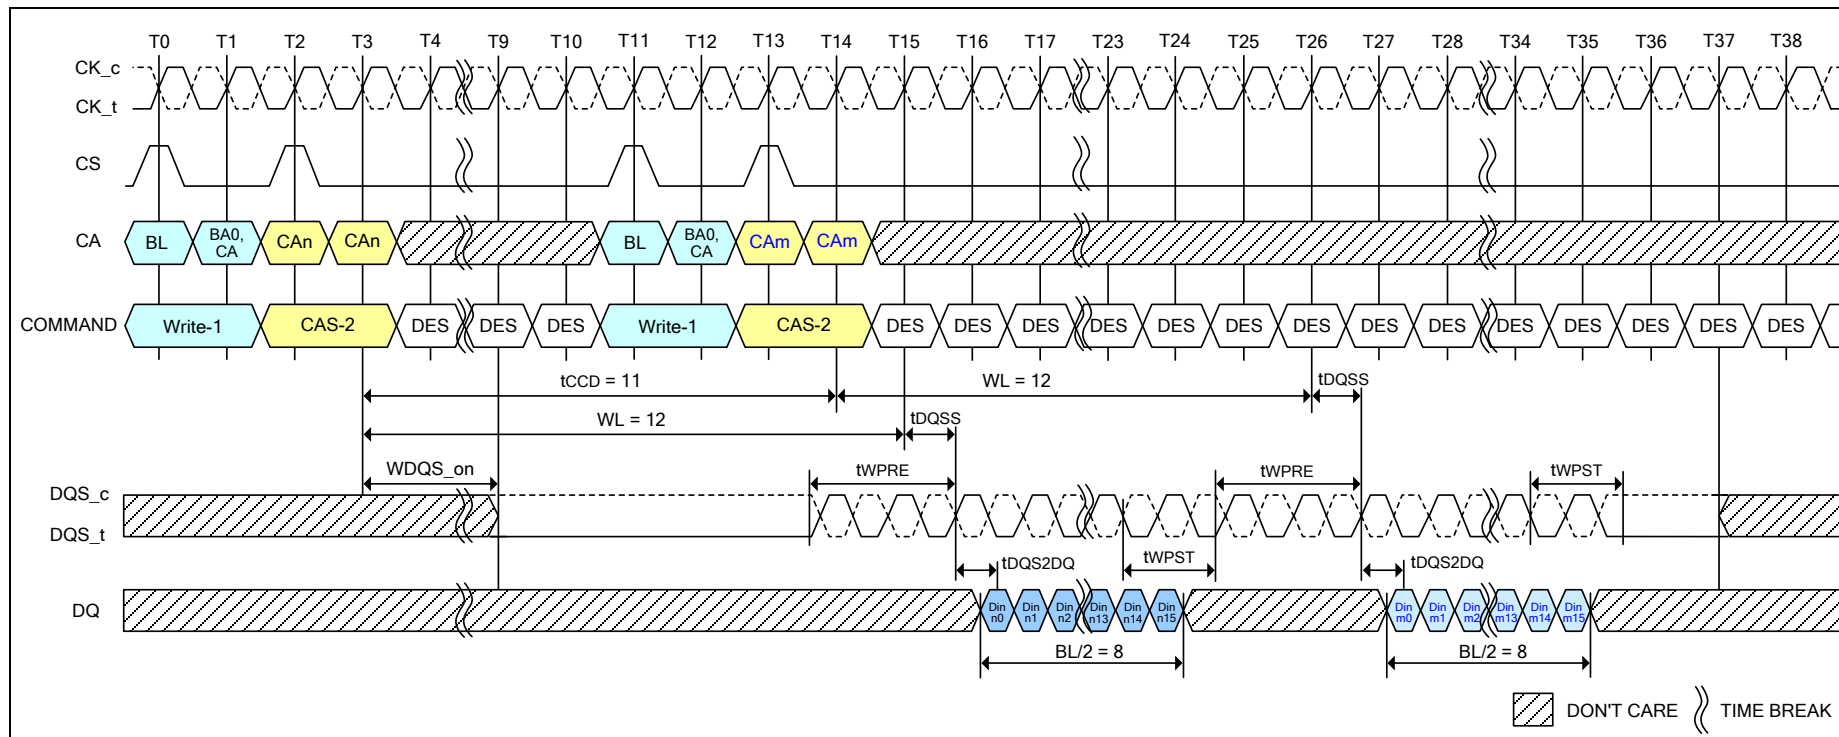 T0 T1 T2 T3 T4 T9 T10 T11 T12 T13 T14 T15 T16 T17 T23 T24 T25 T26 T27 T28 T34 T35 T36 T37 T38
CK_c
CK_t
CS
CA BL BA0, CA CAn CAn BL BA0, CA CAm CAm
COMMAND Write-1 CAS-2 DES DES DES Write-1 CAS-2 DES DES DES DES DES DES DES DES DES DES DES DES DES DES
tCCD = 11 WL = 12 tDQSS
WL = 12 tDQSS
WDQS_on tWPRE tWPRE tWPST
DQS_c
DQS_t
tDQS2DQ tWPST tDQS2DQ
DQ Din n0 Din n1 Din n2 Din n13 Din n14 Din n15 Din m0 Din m1 Din m2 Din m13 Din m14 Din m15
BL/2 = 8 BL/2 = 8
DON'T CARE TIME BREAK